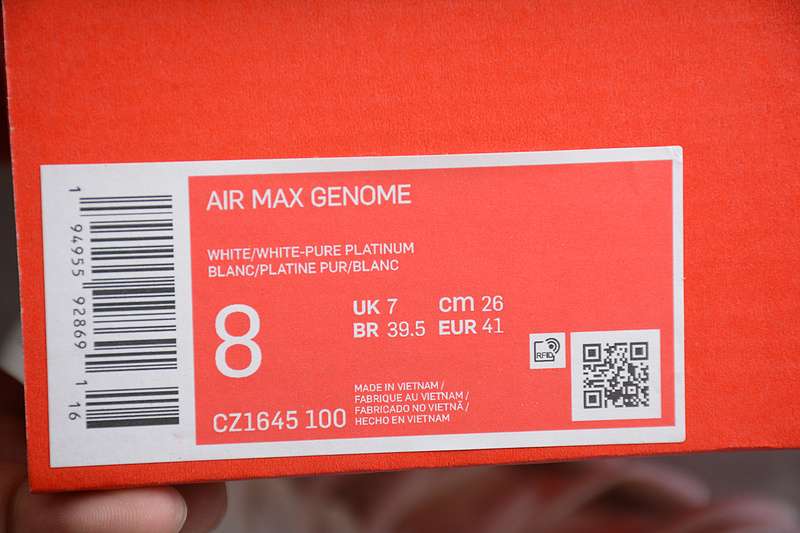 1 94955 92869 1 16
AIR MAX GENOME
WHITE/WHITE-PURE PLATINUM
BLANC/PLATINE PUR/BLANC
8
UK 7 cm 26
BR 39.5 EUR 41
RFID
CZ1645 100
MADE IN VIETNAM /
FABRIQUE AU VIETNAM /
FABRICADO NO VIETNÃ /
HECHO EN VIETNAM